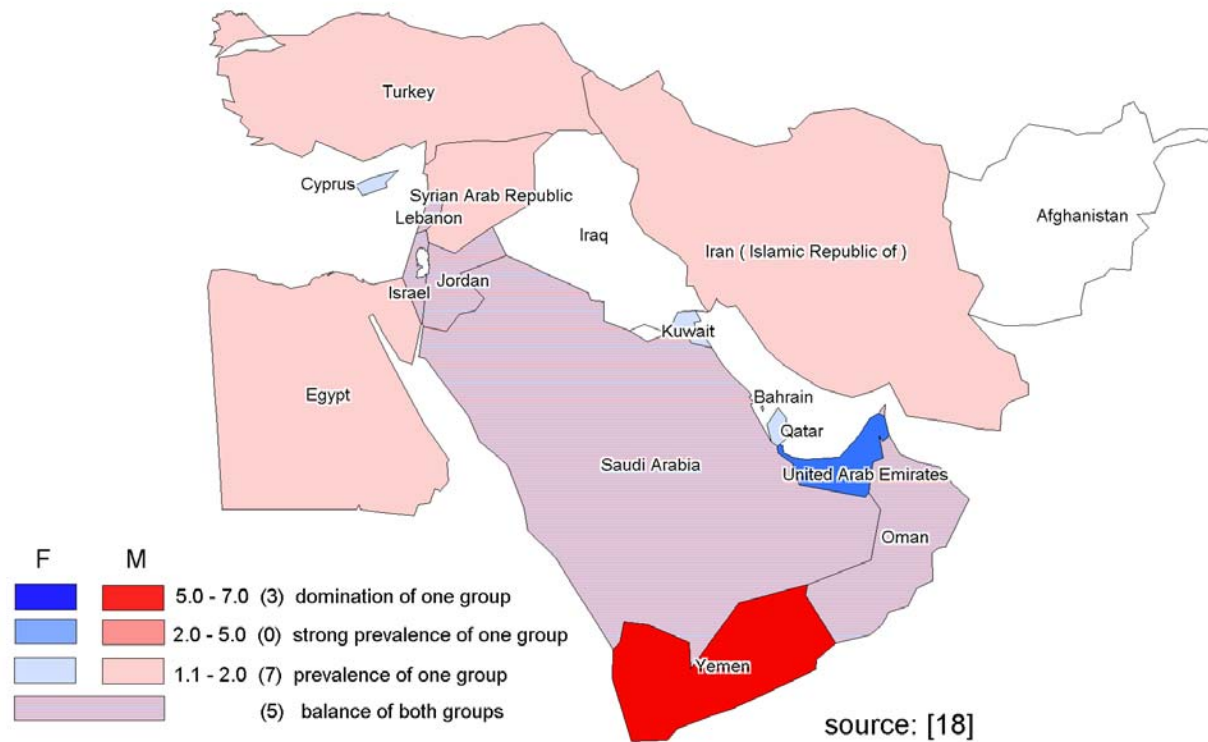 Turkey
Cyprus
Syrian Arab Republic
Lebanon
Iraq
Afghanistan
Iran ( Islamic Republic of )
Israel
Jordan
Kuwait
Egypt
Bahrain
Qatar
Saudi Arabia
United Arab Emirates
Oman
Yemen
F M
5.0 - 7.0 (3) domination of one group
2.0 - 5.0 (0) strong prevalence of one group
1.1 - 2.0 (7) prevalence of one group
(5) balance of both groups
source: [18]